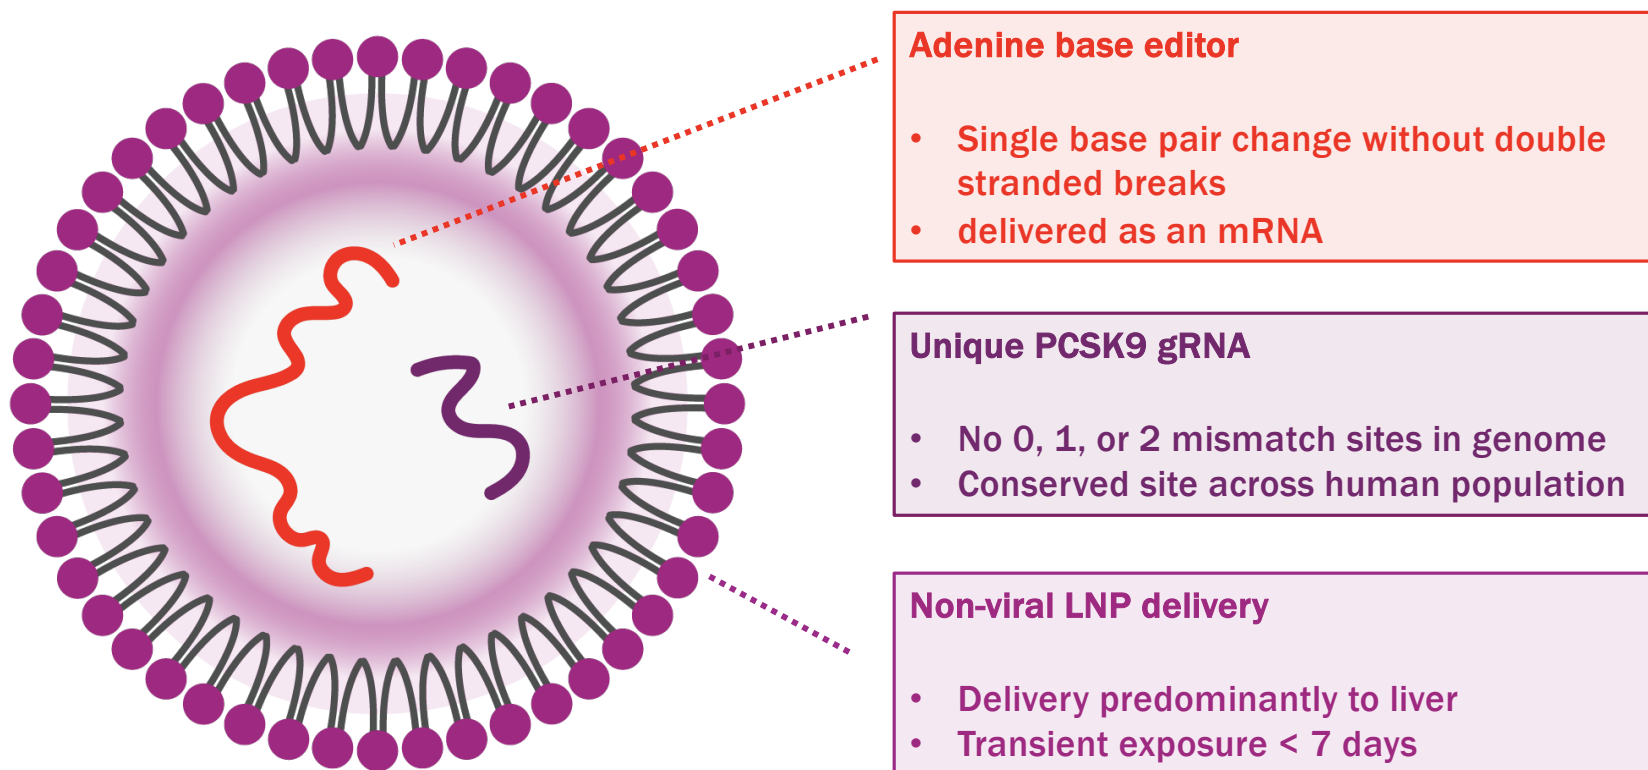 Adenine base editor
• Single base pair change without double
stranded breaks
• delivered as an mRNA
Unique PCSK9 gRNA
• No 0, 1, or 2 mismatch sites in genome
• Conserved site across human population
Non-viral LNP delivery
• Delivery predominantly to liver
• Transient exposure < 7 days